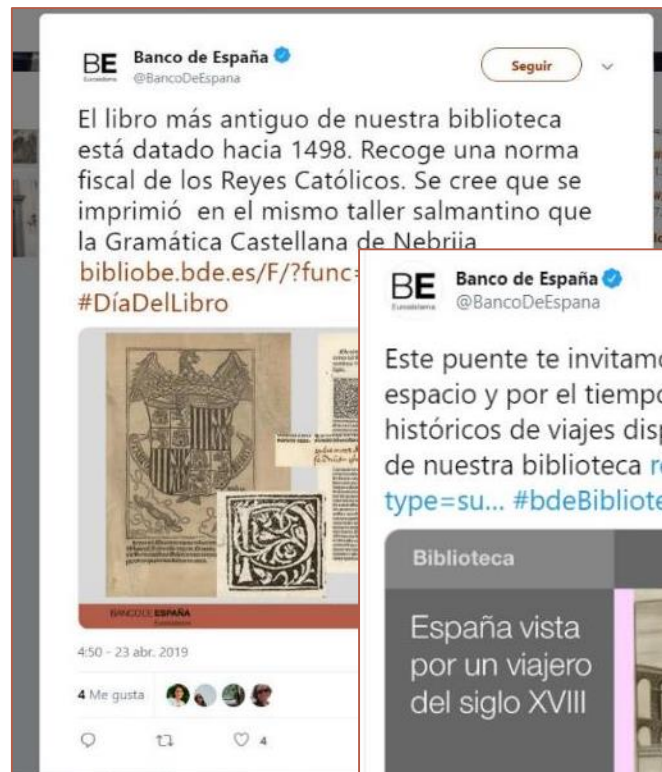 BE
Eurosistema
Banco de España
@BancoDeEspana
Seguir
El libro más antiguo de nuestra biblioteca
está datado hacia 1498. Recoge una norma
fiscal de los Reyes Católicos. Se cree que se
imprimió en el mismo taller salmantino que
la Gramática Castellana de Nebrija
bibliobe.bde.es/F/?func=
#DíaDelLibro
BANCO DE ESPAÑA
Eurosistema
4:50 - 23 abr. 2019
4 Me gusta
4
BE
Eurosistema
Banco de España
@BancoDeEspana
Este puente te invitamo
espacio y por el tiempo
históricos de viajes disp
de nuestra biblioteca re
type=su... #bdeBibliote
Biblioteca
España vista
por un viajero
del siglo XVIII